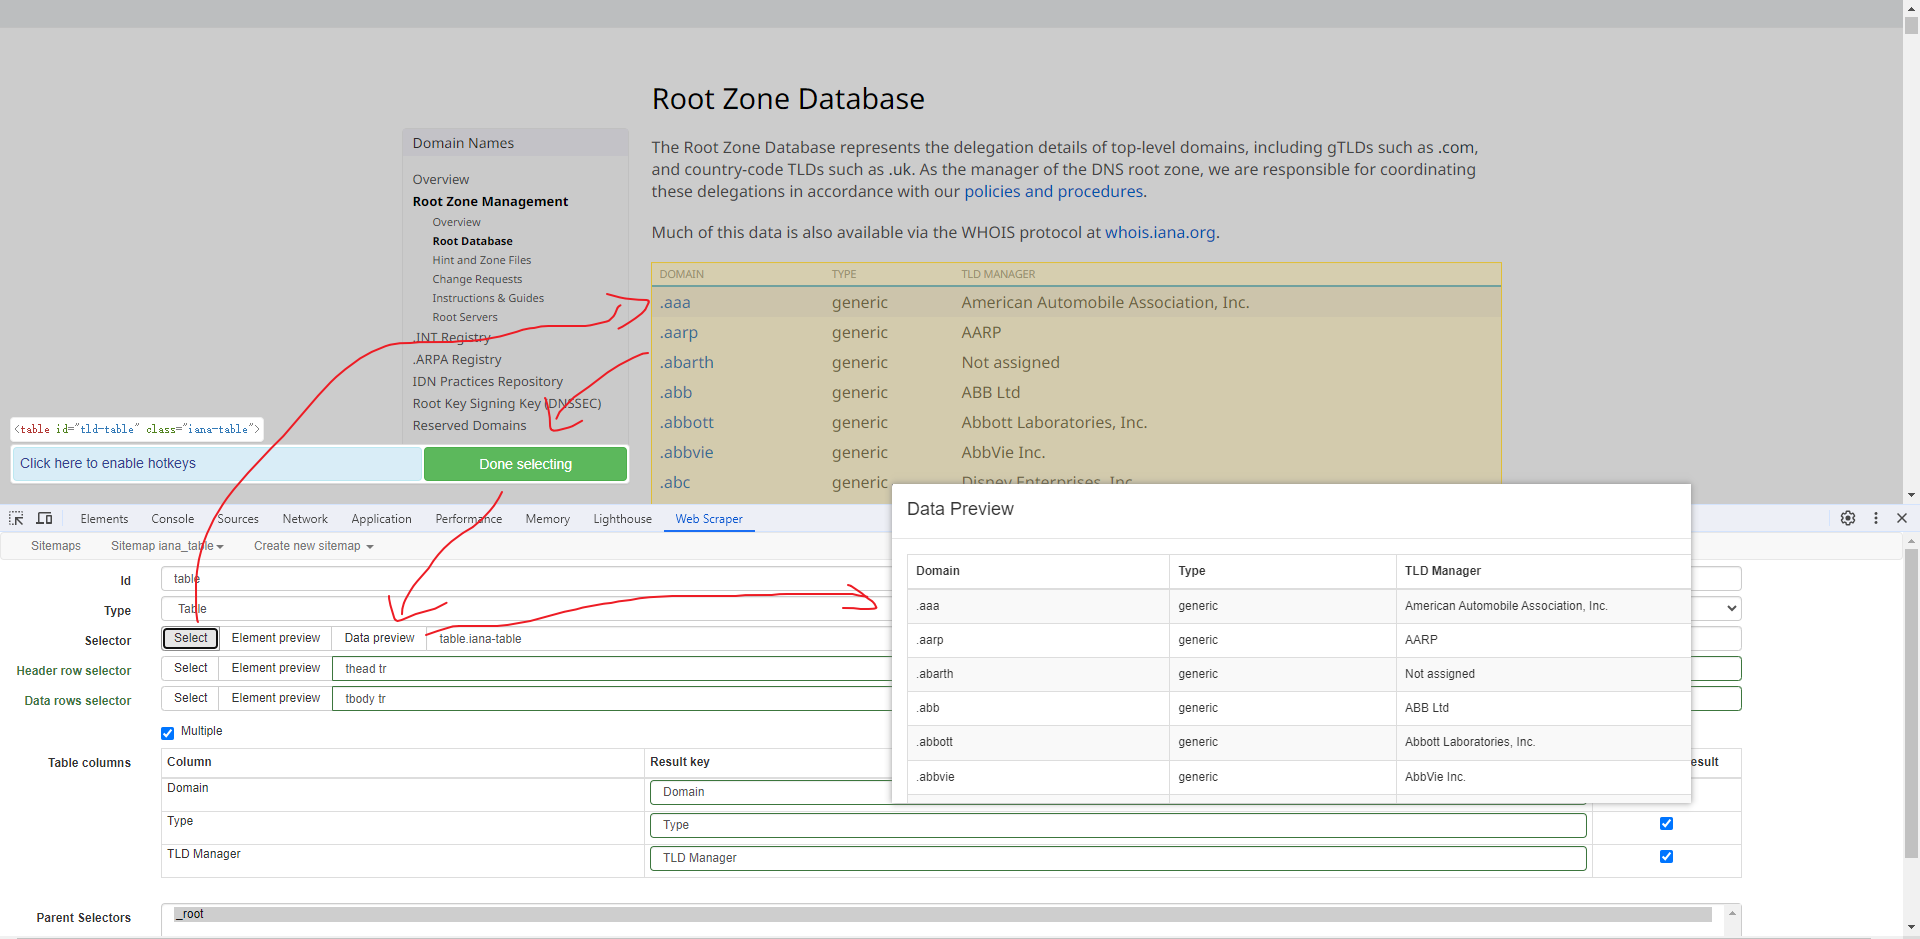 Root Zone Database
Domain Names
Overview
Root Zone Management
Overview
Root Database
Hint and Zone Files
Change Requests
Instructions & Guides
Root Servers
.INT Registry
.ARPA Registry
IDN Practices Repository
Root Key Signing Key (DNSSEC)
Reserved Domains
The Root Zone Database represents the delegation details of top-level domains, including gTLDs such as .com,
and country-code TLDs such as .uk. As the manager of the DNS root zone, we are responsible for coordinating
these delegations in accordance with our policies and procedures.
Much of this data is also available via the WHOIS protocol at whois.iana.org.
DOMAIN TYPE TLD MANAGER
.aaa generic American Automobile Association, Inc.
.aarp generic AARP
.abarth generic Not assigned
.abb generic ABB Ltd
.abbott generic Abbott Laboratories, Inc.
.abbvie generic AbbVie Inc.
.abc generic Disney Enterprises, Inc.
<table id="tld-table" class="iana-table">
Click here to enable hotkeys Done selecting
Elements Console Sources Network Application Performance Memory Lighthouse Web Scraper
Sitemaps Sitemap iana_table Create new sitemap
Id table
Type Table
Selector Select Element preview Data preview table.iana-table
Header row selector Select Element preview thead tr
Data rows selector Select Element preview tbody tr
Multiple
Table columns Column Result key esult
Domain Domain
Type Type
TLD Manager TLD Manager
Parent Selectors _root
Data Preview
Domain Type TLD Manager
.aaa generic American Automobile Association, Inc.
.aarp generic AARP
.abarth generic Not assigned
.abb generic ABB Ltd
.abbott generic Abbott Laboratories, Inc.
.abbvie generic AbbVie Inc.